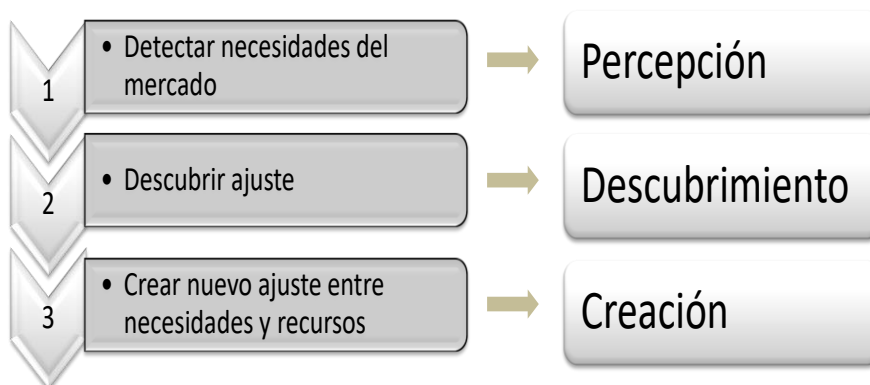 1
• Detectar necesidades del
mercado
Percepción
2
• Descubrir ajuste
Descubrimiento
3
• Crear nuevo ajuste entre
necesidades y recursos
Creación